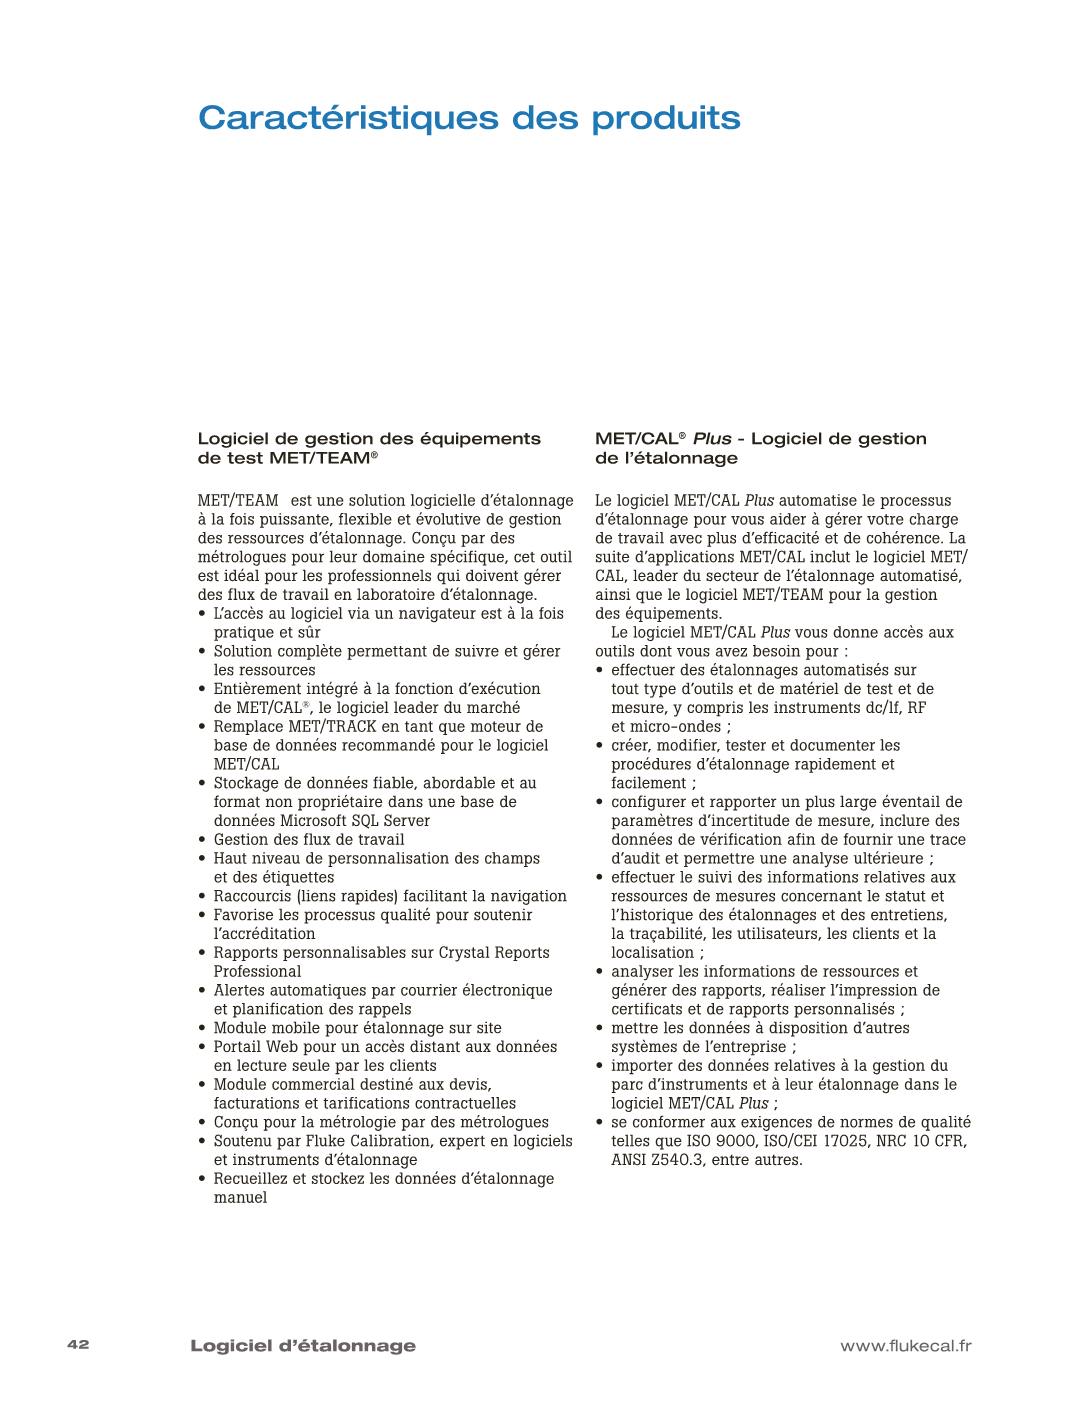 Caractéristiques des produits
Logiciel de gestion des équipements
de test MET/TEAM®
MET/TEAM est une solution logicielle d’étalonnage
à la fois puissante, flexible et évolutive de gestion
des ressources d’étalonnage. Conçu par des
métrologues pour leur domaine spécifique, cet outil
est idéal pour les professionnels qui doivent gérer
des flux de travail en laboratoire d’étalonnage.
• L’accès au logiciel via un navigateur est à la fois
pratique et sûr
• Solution complète permettant de suivre et gérer
les ressources
• Entièrement intégré à la fonction d’exécution
de MET/CAL®, le logiciel leader du marché
• Remplace MET/TRACK en tant que moteur de
base de données recommandé pour le logiciel
MET/CAL
• Stockage de données fiable, abordable et au
format non propriétaire dans une base de
données Microsoft SQL Server
• Gestion des flux de travail
• Haut niveau de personnalisation des champs
et des étiquettes
• Raccourcis (liens rapides) facilitant la navigation
• Favorise les processus qualité pour soutenir
l’accréditation
• Rapports personnalisables sur Crystal Reports
Professional
• Alertes automatiques par courrier électronique
et planification des rappels
• Module mobile pour étalonnage sur site
• Portail Web pour un accès distant aux données
en lecture seule par les clients
• Module commercial destiné aux devis,
facturations et tarifications contractuelles
• Conçu pour la métrologie par des métrologues
• Soutenu par Fluke Calibration, expert en logiciels
et instruments d’étalonnage
• Recueillez et stockez les données d’étalonnage
manuel
MET/CAL® Plus - Logiciel de gestion
de l’étalonnage
Le logiciel MET/CAL Plus automatise le processus
d’étalonnage pour vous aider à gérer votre charge
de travail avec plus d’efficacité et de cohérence. La
suite d’applications MET/CAL inclut le logiciel MET/
CAL, leader du secteur de l’étalonnage automatisé,
ainsi que le logiciel MET/TEAM pour la gestion
des équipements.
Le logiciel MET/CAL Plus vous donne accès aux
outils dont vous avez besoin pour :
• effectuer des étalonnages automatisés sur
tout type d’outils et de matériel de test et de
mesure, y compris les instruments dc/lf, RF
et micro-ondes ;
• créer, modifier, tester et documenter les
procédures d’étalonnage rapidement et
facilement ;
• configurer et rapporter un plus large éventail de
paramètres d’incertitude de mesure, inclure des
données de vérification afin de fournir une trace
d’audit et permettre une analyse ultérieure ;
• effectuer le suivi des informations relatives aux
ressources de mesures concernant le statut et
l’historique des étalonnages et des entretiens,
la traçabilité, les utilisateurs, les clients et la
localisation ;
• analyser les informations de ressources et
générer des rapports, réaliser l’impression de
certificats et de rapports personnalisés ;
• mettre les données à disposition d’autres
systèmes de l’entreprise ;
• importer des données relatives à la gestion du
parc d’instruments et à leur étalonnage dans le
logiciel MET/CAL Plus ;
• se conformer aux exigences de normes de qualité
telles que ISO 9000, ISO/CEI 17025, NRC 10 CFR,
ANSI Z540.3, entre autres.
42 Logiciel d’étalonnage www.flukecal.fr